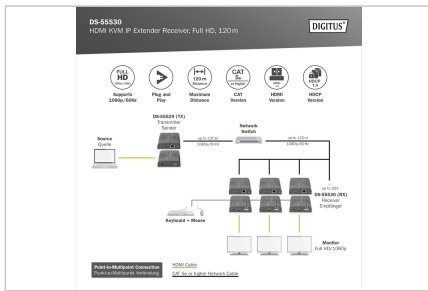 DS-55530
HDMI KVM IP Extender Receiver, Full HD, 120 m
DIGITUS®
FULL
HD
120 m
Distance
CAT
5e
or higher
HDMI
HDCP
1.4
Supports
1080p/60Hz
Plug and
Play
Maximum
Distance
CAT
Version
HDMI
Version
HDCP
Version
DS-55529 (TX)
Transmitter
Sender
Network
Switch
Source
Quelle
up to 120 m
1080p/60Hz
up to 120 m
1080p/60Hz
DS-55530 (RX)
Receiver
Empfänger
Keyboard + Mouse
Monitor
Full HD/1080p
Point-to-Multipoint Connection
Punkt-zu-Multipunkt Verbindung
HDMI Cable
CAT 5e or higher Network Cable